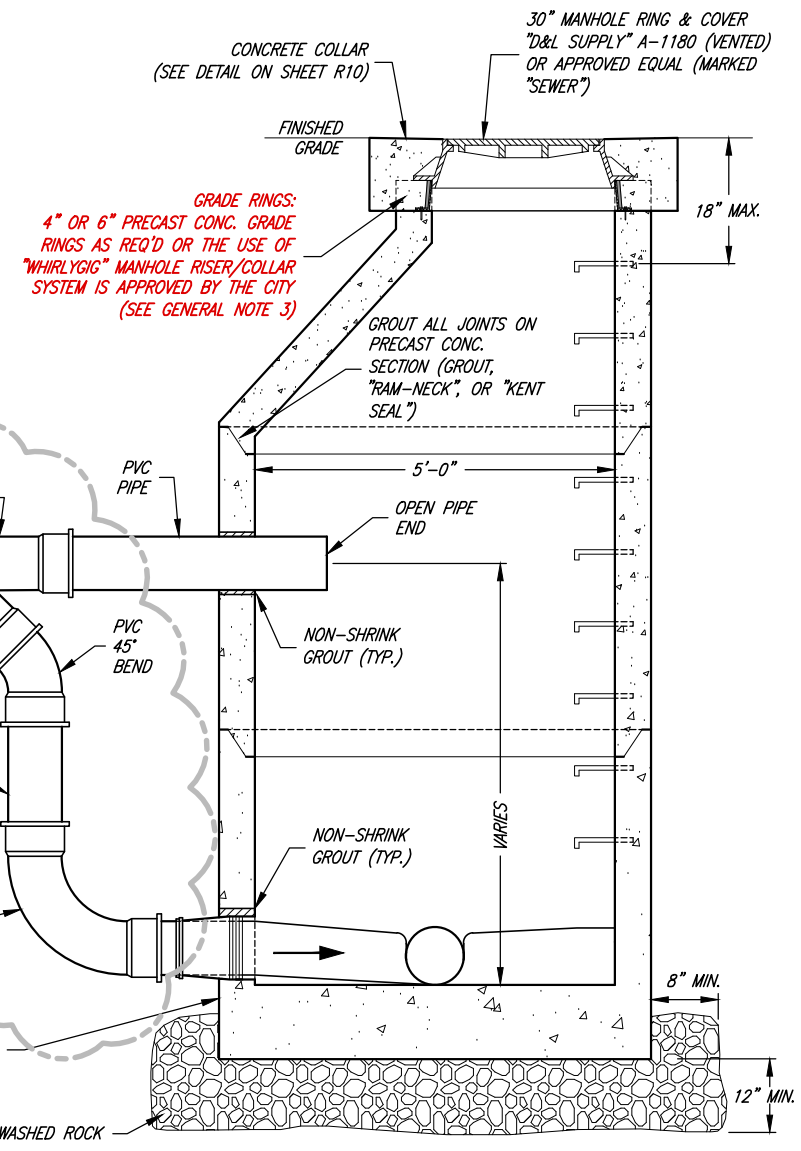 30" MANHOLE RING & COVER
"D&L SUPPLY" A-1180 (VENTED)
OR APPROVED EQUAL (MARKED
"SEWER")
CONCRETE COLLAR
(SEE DETAIL ON SHEET R10)
FINISHED
GRADE
18" MAX.
GRADE RINGS:
4" OR 6" PRECAST CONC. GRADE
RINGS AS REQ'D OR THE USE OF
"WHIRLYGIG" MANHOLE RISER/COLLAR
SYSTEM IS APPROVED BY THE CITY
(SEE GENERAL NOTE 3)
GROUT ALL JOINTS ON
PRECAST CONC.
SECTION (GROUT,
"RAM-NECK", OR "KENT
SEAL")
5'-0"
PVC
PIPE
OPEN PIPE
END
PVC
45°
BEND
NON-SHRINK
GROUT (TYP.)
VARIES
NON-SHRINK
GROUT (TYP.)
8" MIN.
12" MIN.
WASHED ROCK